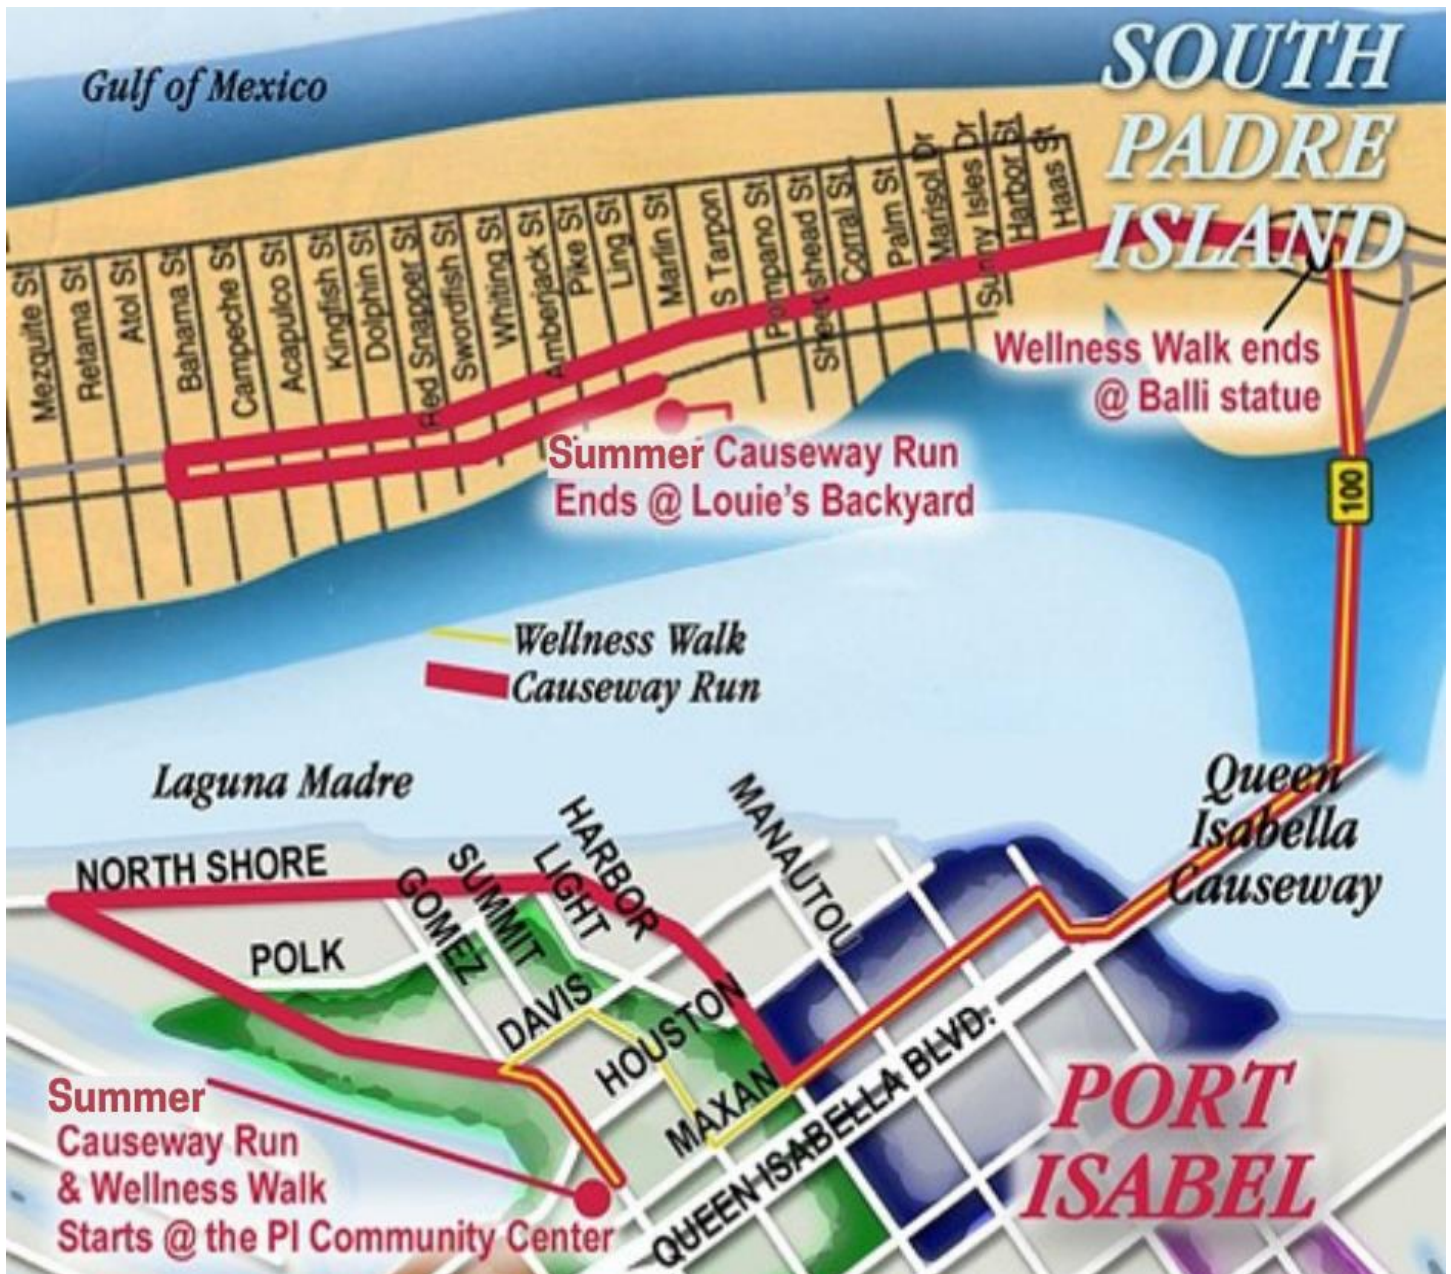 SOUTH
PADRE
ISLAND
Gulf of Mexico
Mezquite St
Retama St
Atol St
Bahama St
Campeche St
Acapulco St
Kingfish St
Dolphin St
Red Snapper St
Swordfish St
Whiting St
Amberjack St
Pike St
Ling St
Marlin St
S Tarpon
Pompano St
Sheepshead St
Corral St
Palm St
Marisol Dr
Sunny Isles Dr
Harbor St
Haas St
Wellness Walk ends
@ Balli statue
Summer Causeway Run
Ends @ Louie's Backyard
100
Wellness Walk
Causeway Run
Laguna Madre
Queen
Isabella
Causeway
NORTH SHORE
POLK
GOMEZ
SUMMIT
HARBOR
LIGHT
MANAUTOU
DAVIS
HOUSTON
MAXAN
QUEEN ISABELLA BLVD.
PORT
ISABEL
Summer
Causeway Run
& Wellness Walk
Starts @ the PI Community Center